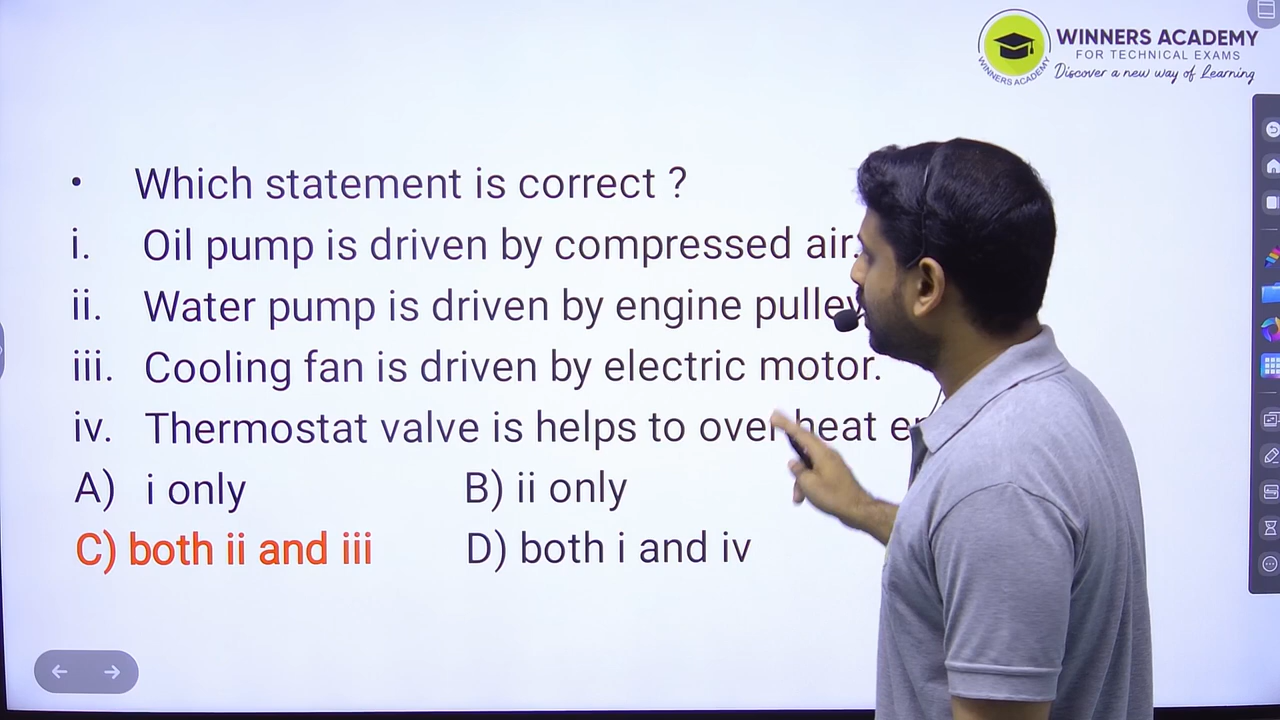 WINNERS ACADEMY
FOR TECHNICAL EXAMS
Discover a new way of Learning
WINNERS ACADEMY
• Which statement is correct ?
i. Oil pump is driven by compressed air.
ii. Water pump is driven by engine pulley
iii. Cooling fan is driven by electric motor.
iv. Thermostat valve is helps to over heat
A) i only B) ii only
C) both ii and iii D) both i and iv